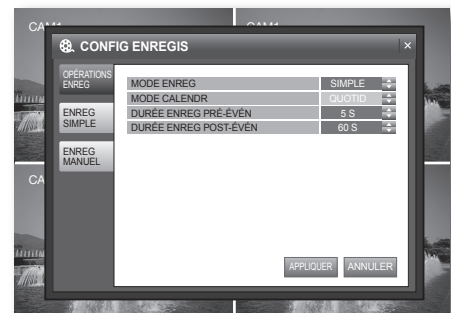 CAM1
CAM1
CONFIG ENREGIS
OPÉRATIONS
ENREG
ENREG
SIMPLE
ENREG
MANUEL
MODE ENREG SIMPLE
MODE CALENDR QUOTID
DURÉE ENREG PRÉ-ÉVÉN 5 S
DURÉE ENREG POST-ÉVÉN 60 S
CA
CA
APPLIQUER ANNULER